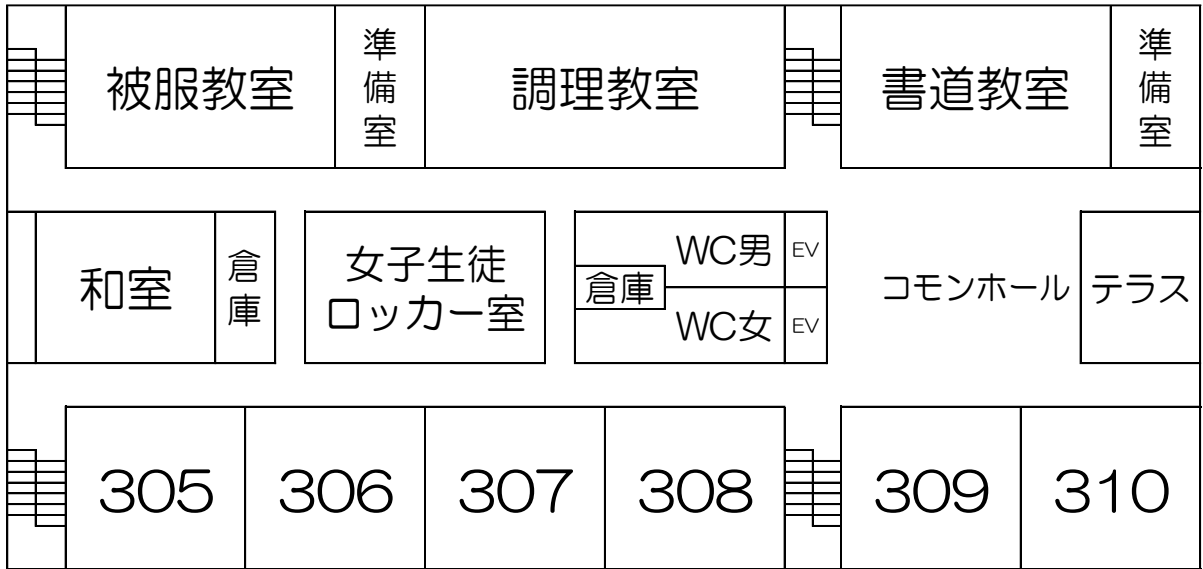 被服教室
準備室
調理教室
書道教室
準備室
和室
倉庫
女子生徒
ロッカー室
倉庫
WC男
EV
WC女
EV
コモンホール
テラス
305
306
307
308
309
310